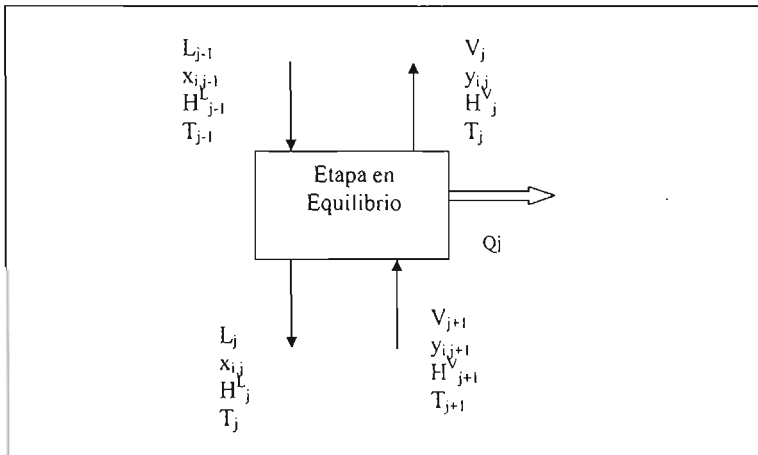 L_{j-1}
x_{i,j-1}
H^L_{j-1}
T_{j-1}
V_j
y_{i,j}
H^V_j
T_j
Etapa en
Equilibrio
Q_j
L_j
x_{i,j}
H^L_j
T_j
V_{j+1}
y_{i,j+1}
H^V_{j+1}
T_{j+1}